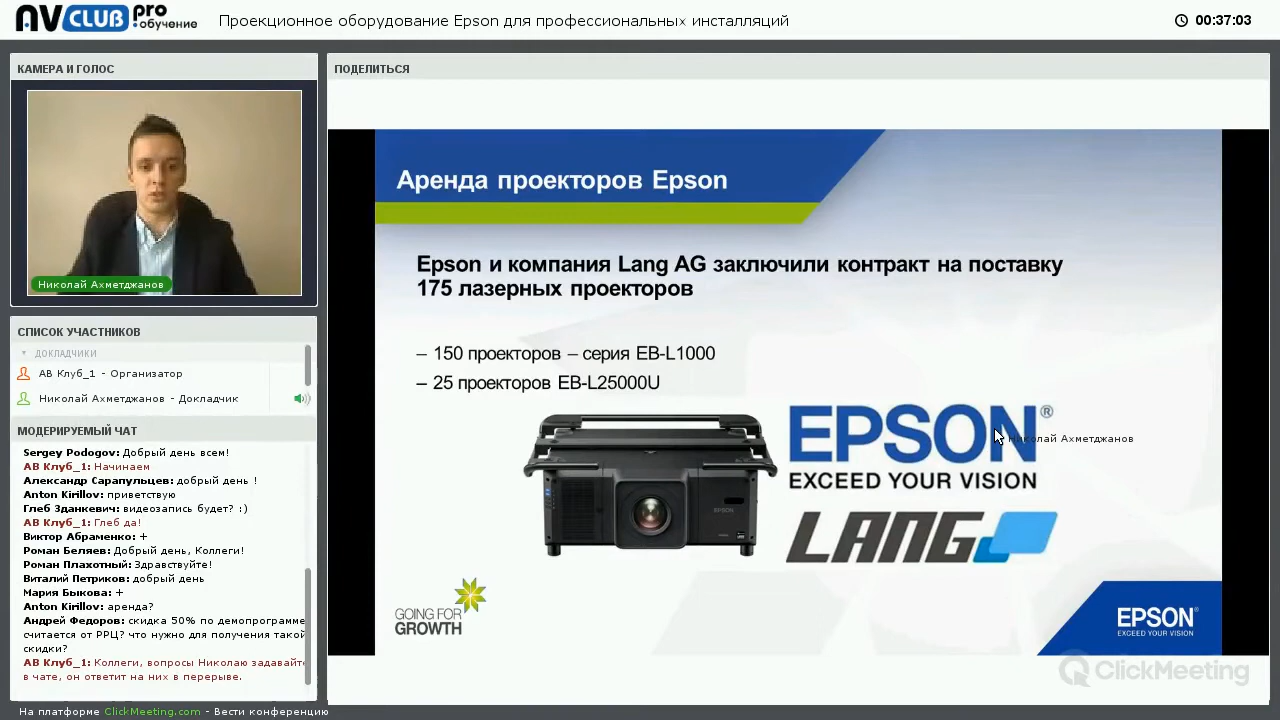 AV CLUB pro :обучение
Проекционное оборудование Epson для профессиональных инсталляций
00:37:03
КАМЕРА И ГОЛОС
Николай Ахметджанов
СПИСОК УЧАСТНИКОВ
ДОКЛАДЧИКИ
АВ Клуб_1 - Организатор
Николай Ахметджанов - Докладчик
МОДЕРИРУЕМЫЙ ЧАТ
Sergey Podogov: Добрый день всем!
АВ Клуб_1: Начинаем
Александр Сарапульцев: добрый день !
Anton Kirillov: приветствую
Глеб Зданкевич: видеозапись будет? :)
АВ Клуб_1: Глеб да!
Виктор Абраменко: +
Роман Беляев: Добрый день, Коллеги!
Роман Плахотный: Здравствуйте!
Виталий Петриков: добрый день
Мария Быкова: +
Anton Kirillov: аренда?
Андрей Федоров: скидка 50% по демопрограмме
считается от РРЦ? что нужно для получения такой
скидки?
АВ Клуб_1: Коллеги, вопросы Николаю задавайте
в чате, он ответит на них в перерыве.
ПОДЕЛИТЬСЯ
Аренда проекторов Epson
Epson и компания Lang AG заключили контракт на поставку
175 лазерных проекторов
– 150 проекторов – серия EB-L1000
– 25 проекторов EB-L25000U
EPSON
EPSON®
EXCEED YOUR VISION
Николай Ахметджанов
LANG
GOING FOR
GROWTH
EPSON®
EXCEED YOUR VISION
ClickMeeting
На платформе ClickMeeting.com - Вести конференцию